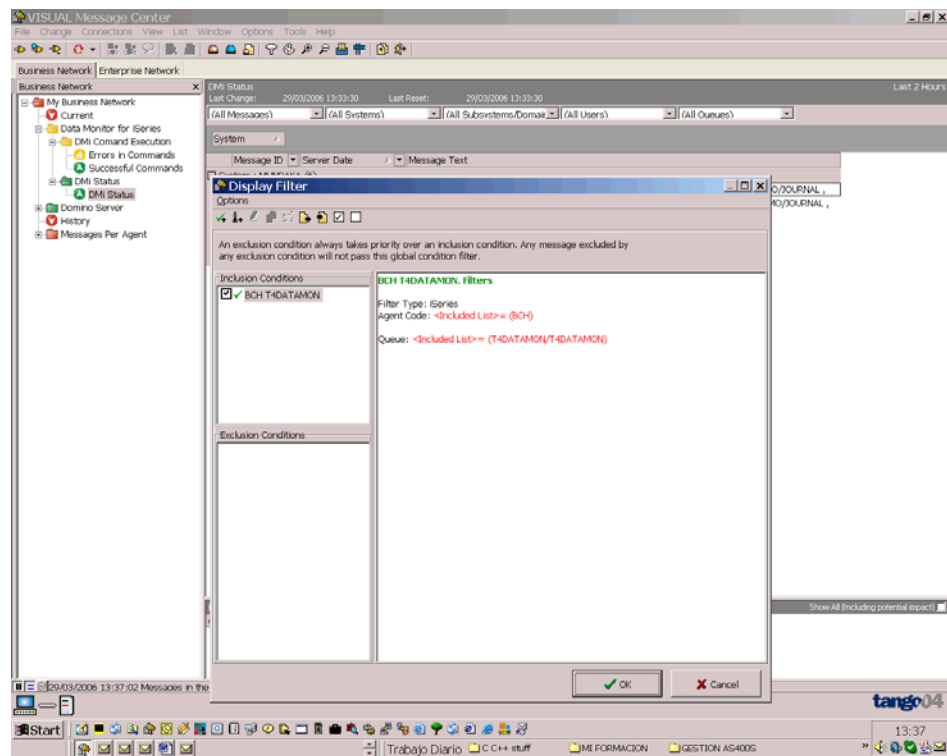 VISUAL Message Center
File Change Connections View List Window Options Tools Help
Business Network Enterprise Network
Business Network
My Business Network
Current
Data Monitor for iSeries
DMi Comand Execution
Errors in Commands
Successful Commands
DMi Status
DMi Status
Domino Server
History
Messages Per Agent
DMi Status Last 2 Hours
Last Change: 29/03/2006 13:33:30 Last Reset: 29/03/2006 13:33:30
(All Messages) (All Systems) (All Subsystems/Domain (All Users) (All Queues)
System
Message ID Server Date Message Text
O/JOURNAL ,
MO/JOURNAL ,
Display Filter
Options
An exclusion condition always takes priority over an inclusion condition. Any message excluded by
any exclusion condition will not pass this global condition filter.
Inclusion Conditions
BCH T4DATAMON
Exclusion Conditions
BCH T4DATAMON. Filters
Filter Type: iSeries
Agent Code: <Included List>= (BCH)
Queue: <Included List>= (T4DATAMON/T4DATAMON)
Show All (Including potential impact)
OK Cancel
29/03/2006 13:37:02 Messages in the
tango04
Start
13:37
Trabajo Diario C C++ stuff MI FORMACION GESTION AS400S